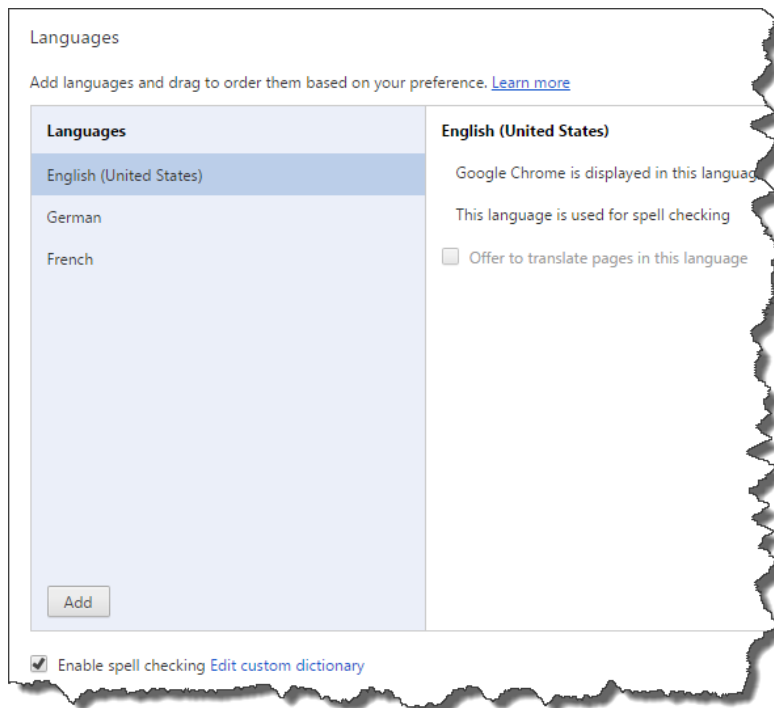 Languages
Add languages and drag to order them based on your preference. Learn more
Languages
English (United States)
German
French
Add
English (United States)
Google Chrome is displayed in this
This language is used for spell checking
Offer to translate pages in this language
Enable spell checking Edit custom dictionary